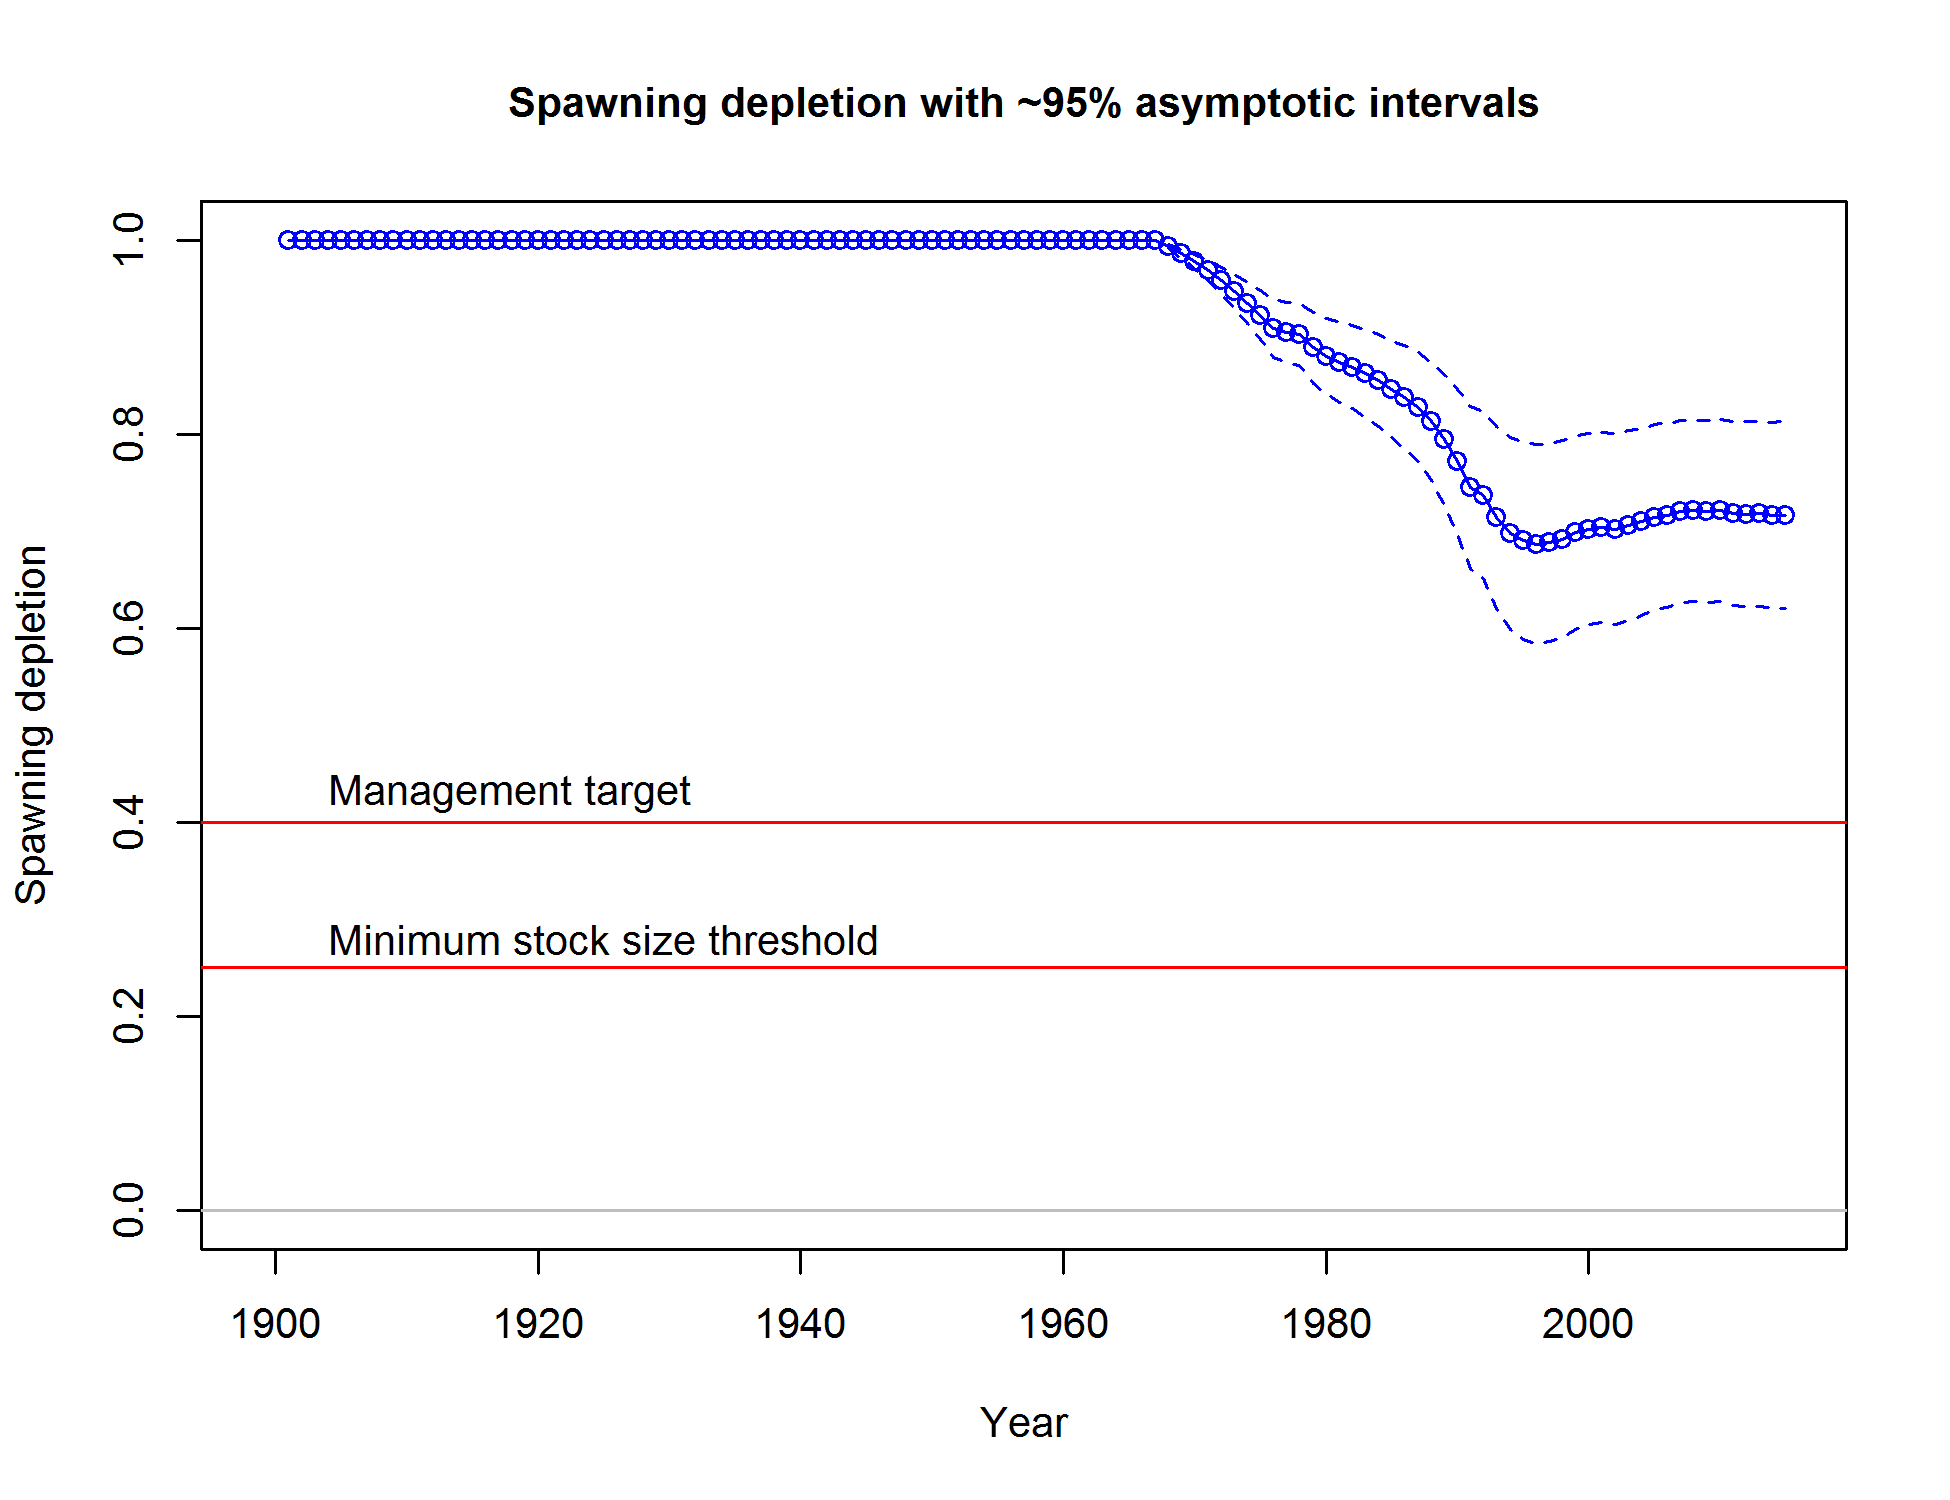 Spawning depletion with ~95% asymptotic intervals
Spawning depletion
1.0
0.8
0.6
0.4
0.2
0.0
Management target
Minimum stock size threshold
1900 1920 1940 1960 1980 2000
Year